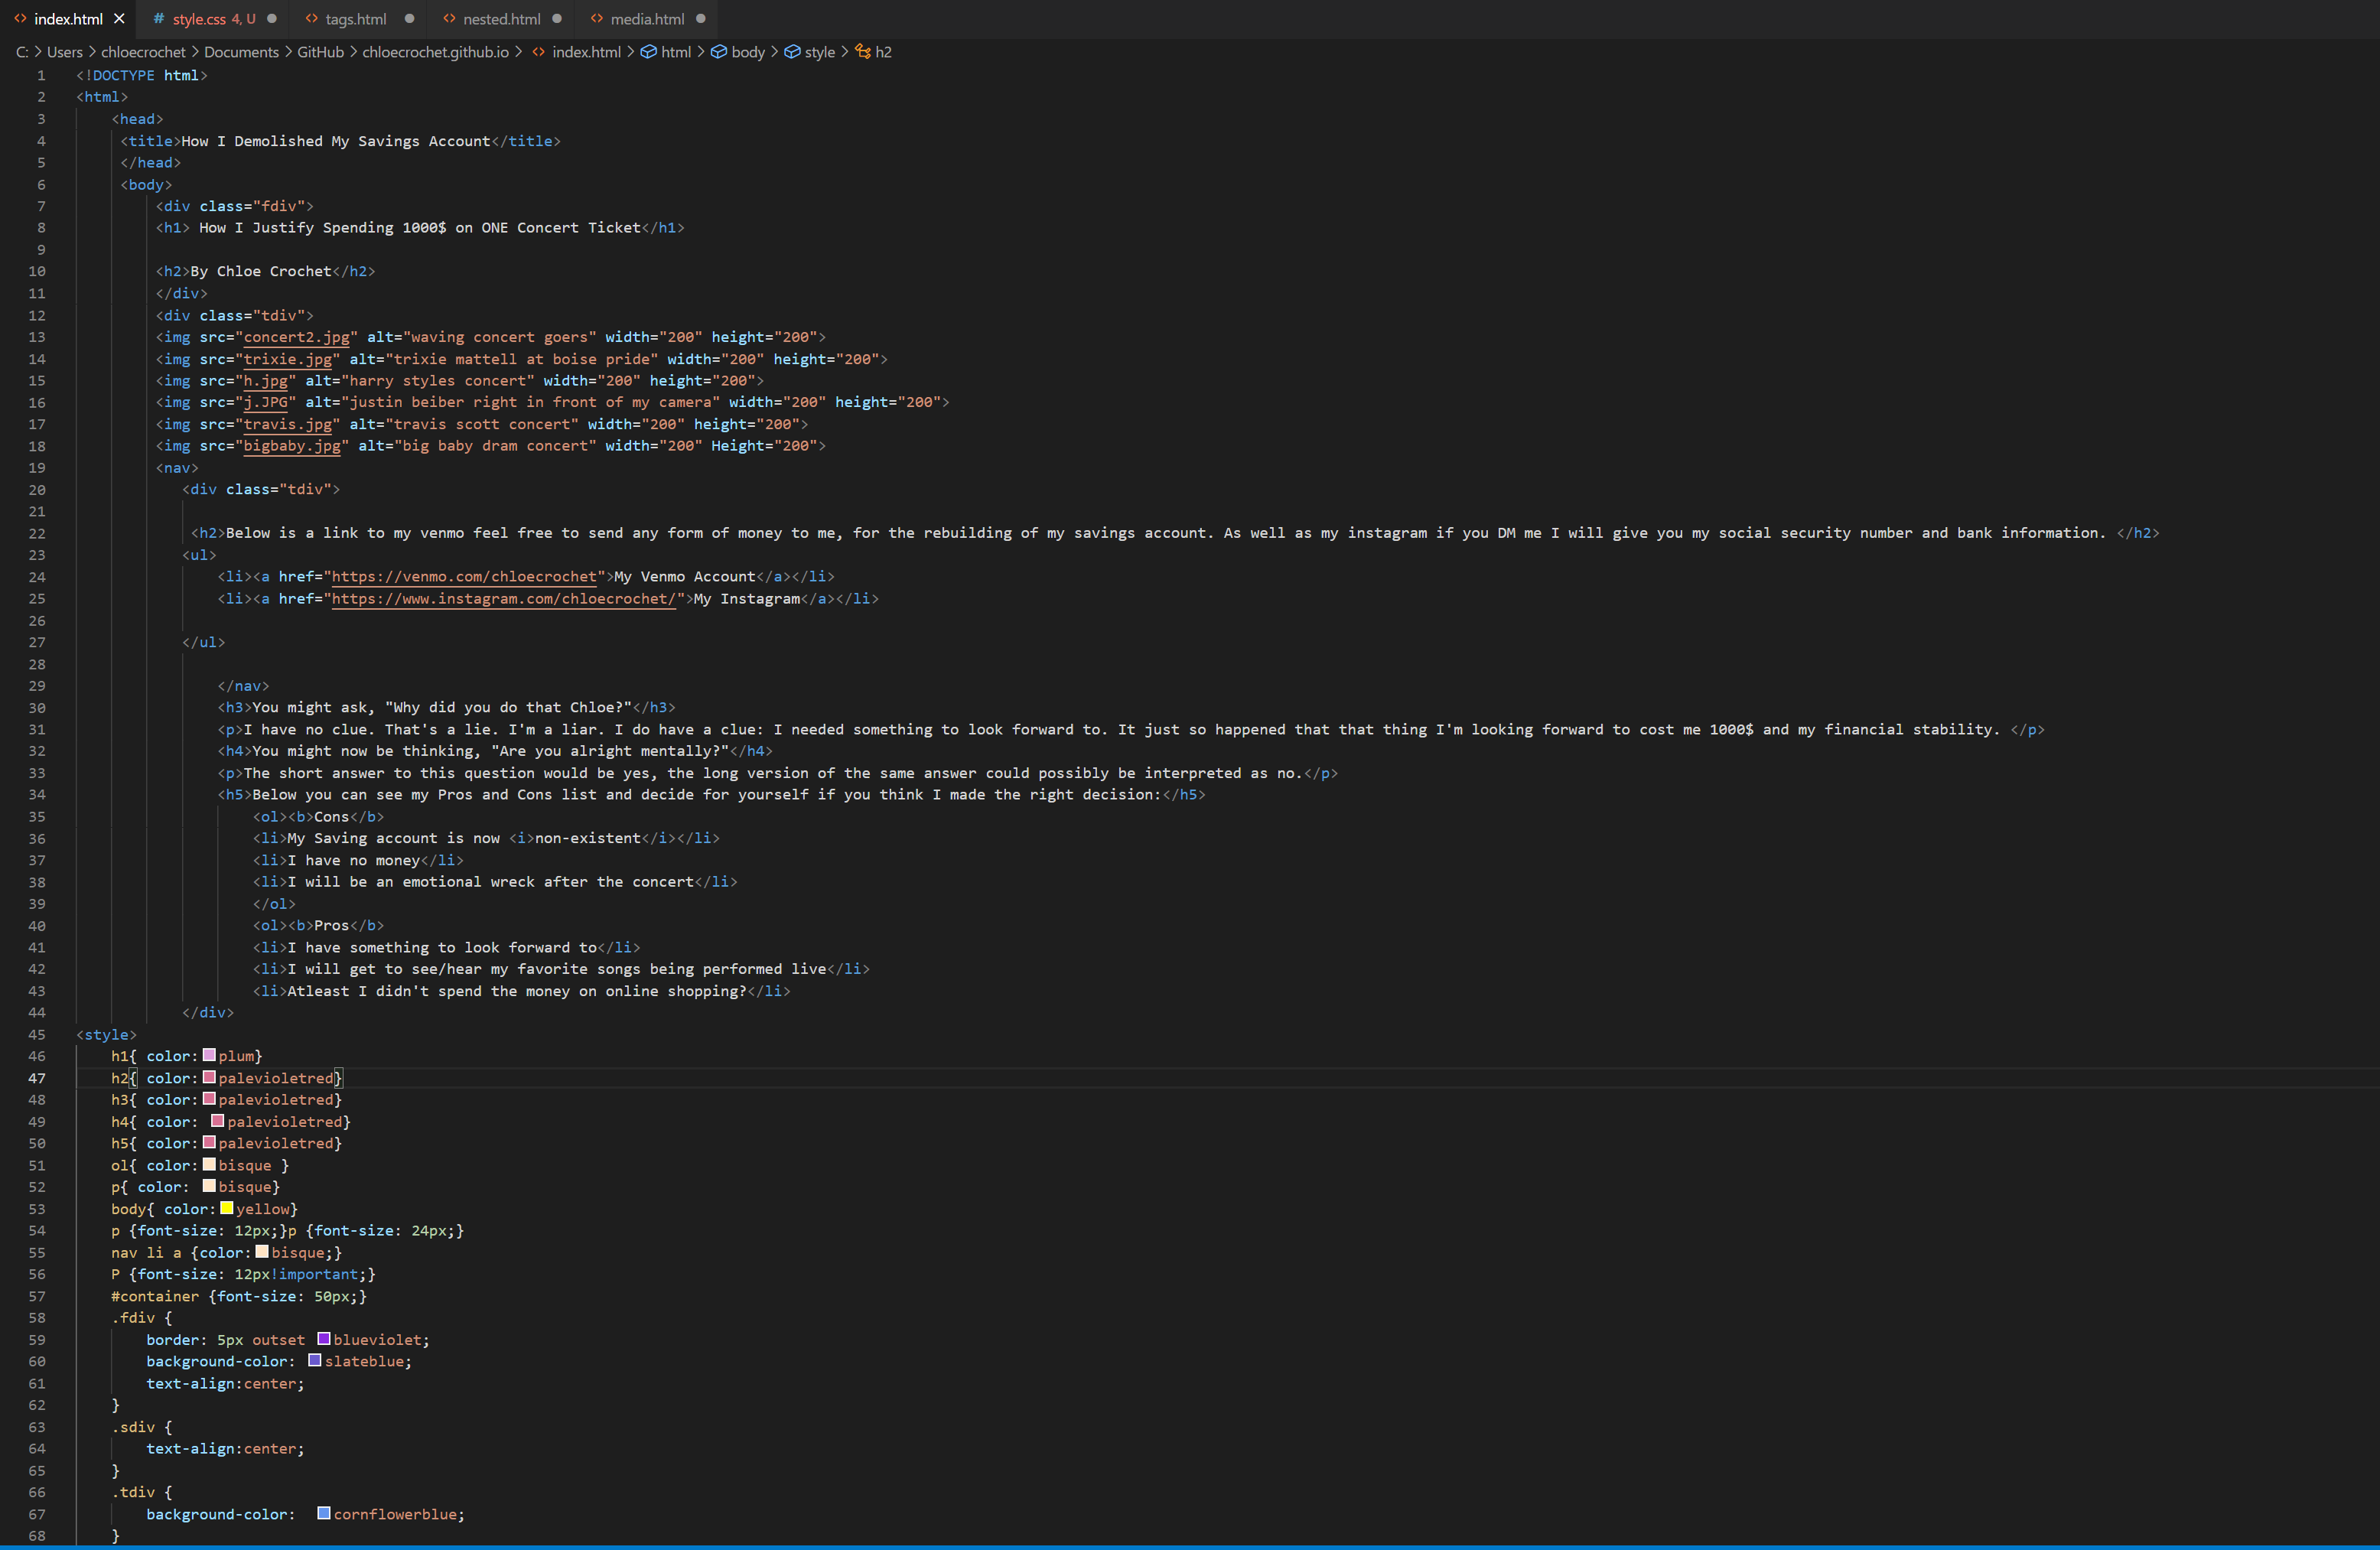 index.html
style.css 4, U
tags.html
nested.html
media.html
C: > Users > chloecrochet > Documents > GitHub > chloecrochet.github.io > index.html > html > body > style > h2
1 <!DOCTYPE html>
2 <html>
3 <head>
4 <title>How I Demolished My Savings Account</title>
5 </head>
6 <body>
7 <div class="fdiv">
8 <h1> How I Justify Spending 1000$ on ONE Concert Ticket</h1>
9
10 <h2>By Chloe Crochet</h2>
11 </div>
12 <div class="tdiv">
13 <img src="concert2.jpg" alt="waving concert goers" width="200" height="200">
14 <img src="trixie.jpg" alt="trixie mattell at boise pride" width="200" height="200">
15 <img src="h.jpg" alt="harry styles concert" width="200" height="200">
16 <img src="j.JPG" alt="justin beiber right in front of my camera" width="200" height="200">
17 <img src="travis.jpg" alt="travis scott concert" width="200" height="200">
18 <img src="bigbaby.jpg" alt="big baby dram concert" width="200" Height="200">
19 <nav>
20 <div class="tdiv">
21
22 <h2>Below is a link to my venmo feel free to send any form of money to me, for the rebuilding of my savings account. As well as my instagram if you DM me I will give you my social security number and bank information. </h2>
23 <ul>
24 <li><a href="https://venmo.com/chloecrochet">My Venmo Account</a></li>
25 <li><a href="https://www.instagram.com/chloecrochet/">My Instagram</a></li>
26
27 </ul>
28
29 </nav>
30 <h3>You might ask, "Why did you do that Chloe?"</h3>
31 <p>I have no clue. That's a lie. I'm a liar. I do have a clue: I needed something to look forward to. It just so happened that that thing I'm looking forward to cost me 1000$ and my financial stability. </p>
32 <h4>You might now be thinking, "Are you alright mentally?"</h4>
33 <p>The short answer to this question would be yes, the long version of the same answer could possibly be interpreted as no.</p>
34 <h5>Below you can see my Pros and Cons list and decide for yourself if you think I made the right decision:</h5>
35 <ol><b>Cons</b>
36 <li>My Saving account is now <i>non-existent</i></li>
37 <li>I have no money</li>
38 <li>I will be an emotional wreck after the concert</li>
39 </ol>
40 <ol><b>Pros</b>
41 <li>I have something to look forward to</li>
42 <li>I will get to see/hear my favorite songs being performed live</li>
43 <li>Atleast I didn't spend the money on online shopping?</li>
44 </div>
45 <style>
46 h1{ color:plum}
47 h2{ color:palevioletred}
48 h3{ color:palevioletred}
49 h4{ color: palevioletred}
50 h5{ color:palevioletred}
51 ol{ color:bisque }
52 p{ color: bisque}
53 body{ color:yellow}
54 p {font-size: 12px;}p {font-size: 24px;}
55 nav li a {color:bisque;}
56 P {font-size: 12px!important;}
57 #container {font-size: 50px;}
58 .fdiv {
59 border: 5px outset blueviolet;
60 background-color: slateblue;
61 text-align:center;
62 }
63 .sdiv {
64 text-align:center;
65 }
66 .tdiv {
67 background-color: cornflowerblue;
68 }